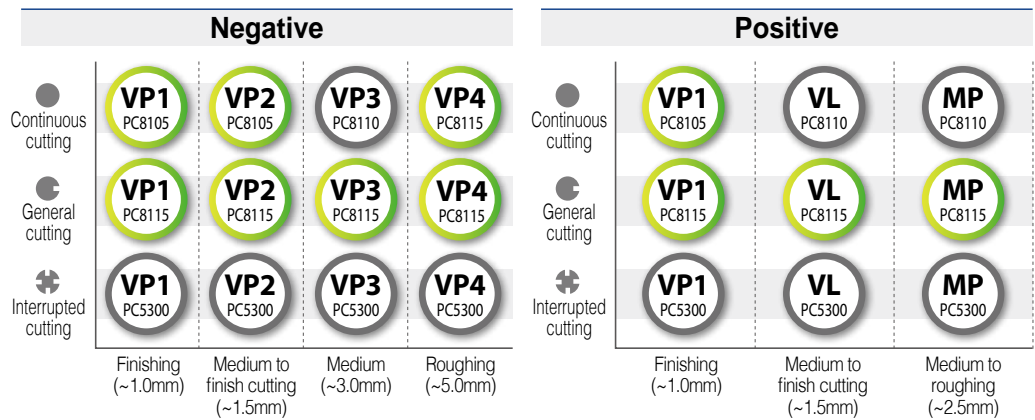 Negative
Continuous
cutting
VP1
PC8105
VP2
PC8105
VP3
PC8110
VP4
PC8115
General
cutting
VP1
PC8115
VP2
PC8115
VP3
PC8115
VP4
PC8115
Interrupted
cutting
VP1
PC5300
VP2
PC5300
VP3
PC5300
VP4
PC5300
Finishing
(~1.0mm)
Medium to
finish cutting
(~1.5mm)
Medium
(~3.0mm)
Roughing
(~5.0mm)
Positive
Continuous
cutting
VP1
PC8105
VL
PC8110
MP
PC8110
General
cutting
VP1
PC8115
VL
PC8115
MP
PC8115
Interrupted
cutting
VP1
PC5300
VL
PC5300
MP
PC5300
Finishing
(~1.0mm)
Medium to
finish cutting
(~1.5mm)
Medium to
roughing
(~2.5mm)